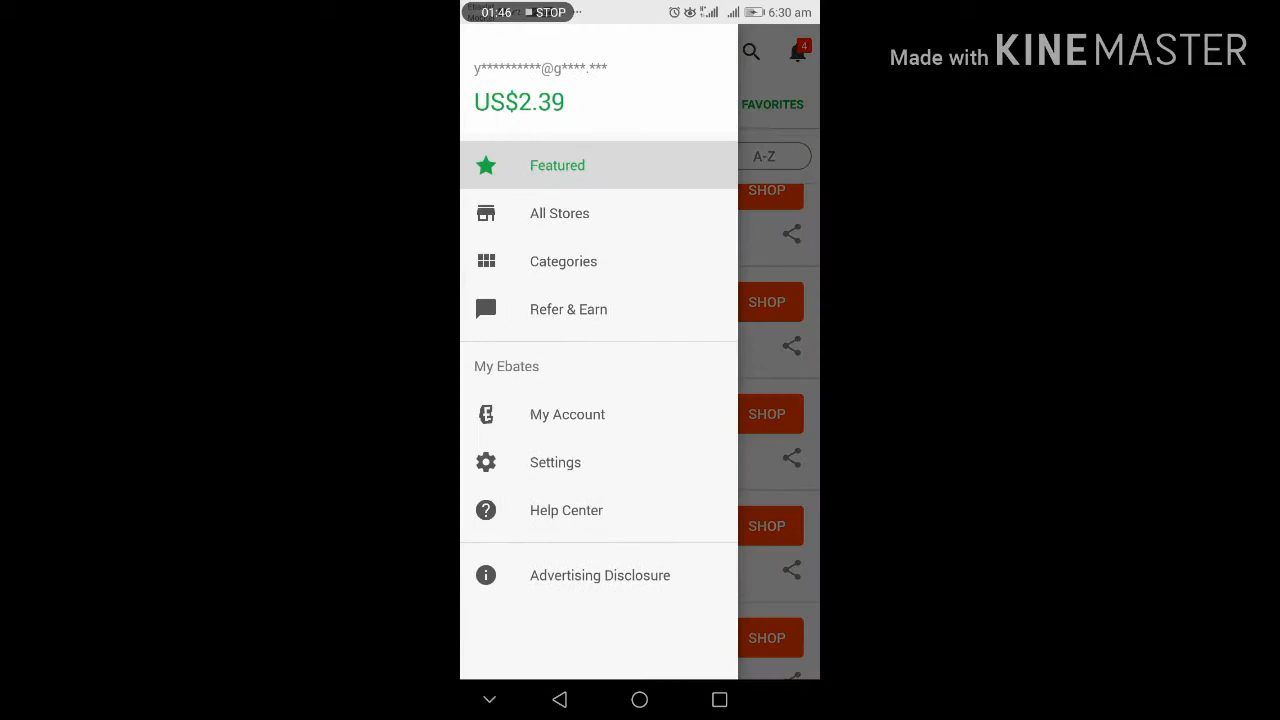 01:46 STOP
6:30 am
Made with KINEMASTER
y**********@g****.***
US$2.39
4
FAVORITES
A-Z
Featured
All Stores
Categories
Refer & Earn
My Ebates
My Account
Settings
Help Center
Advertising Disclosure
SHOP
SHOP
SHOP
SHOP
SHOP